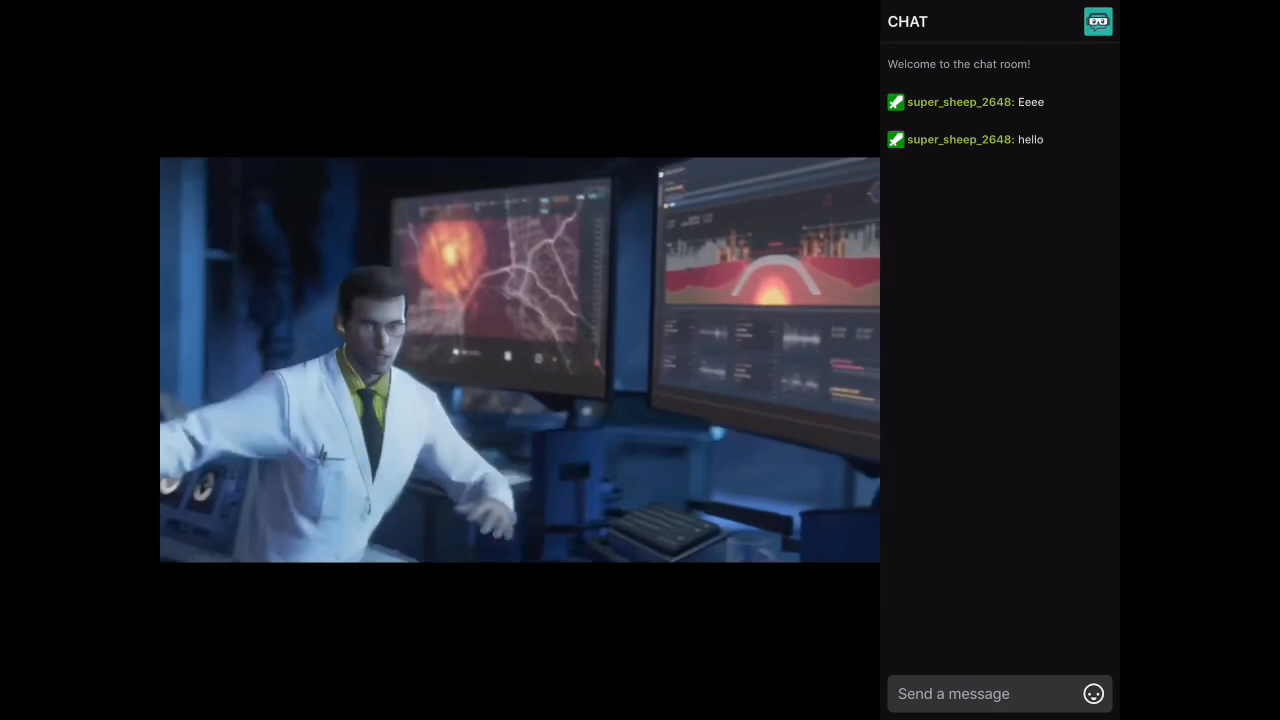 CHAT
Welcome to the chat room!
super_sheep_2648: Eeee
super_sheep_2648: hello
Send a message